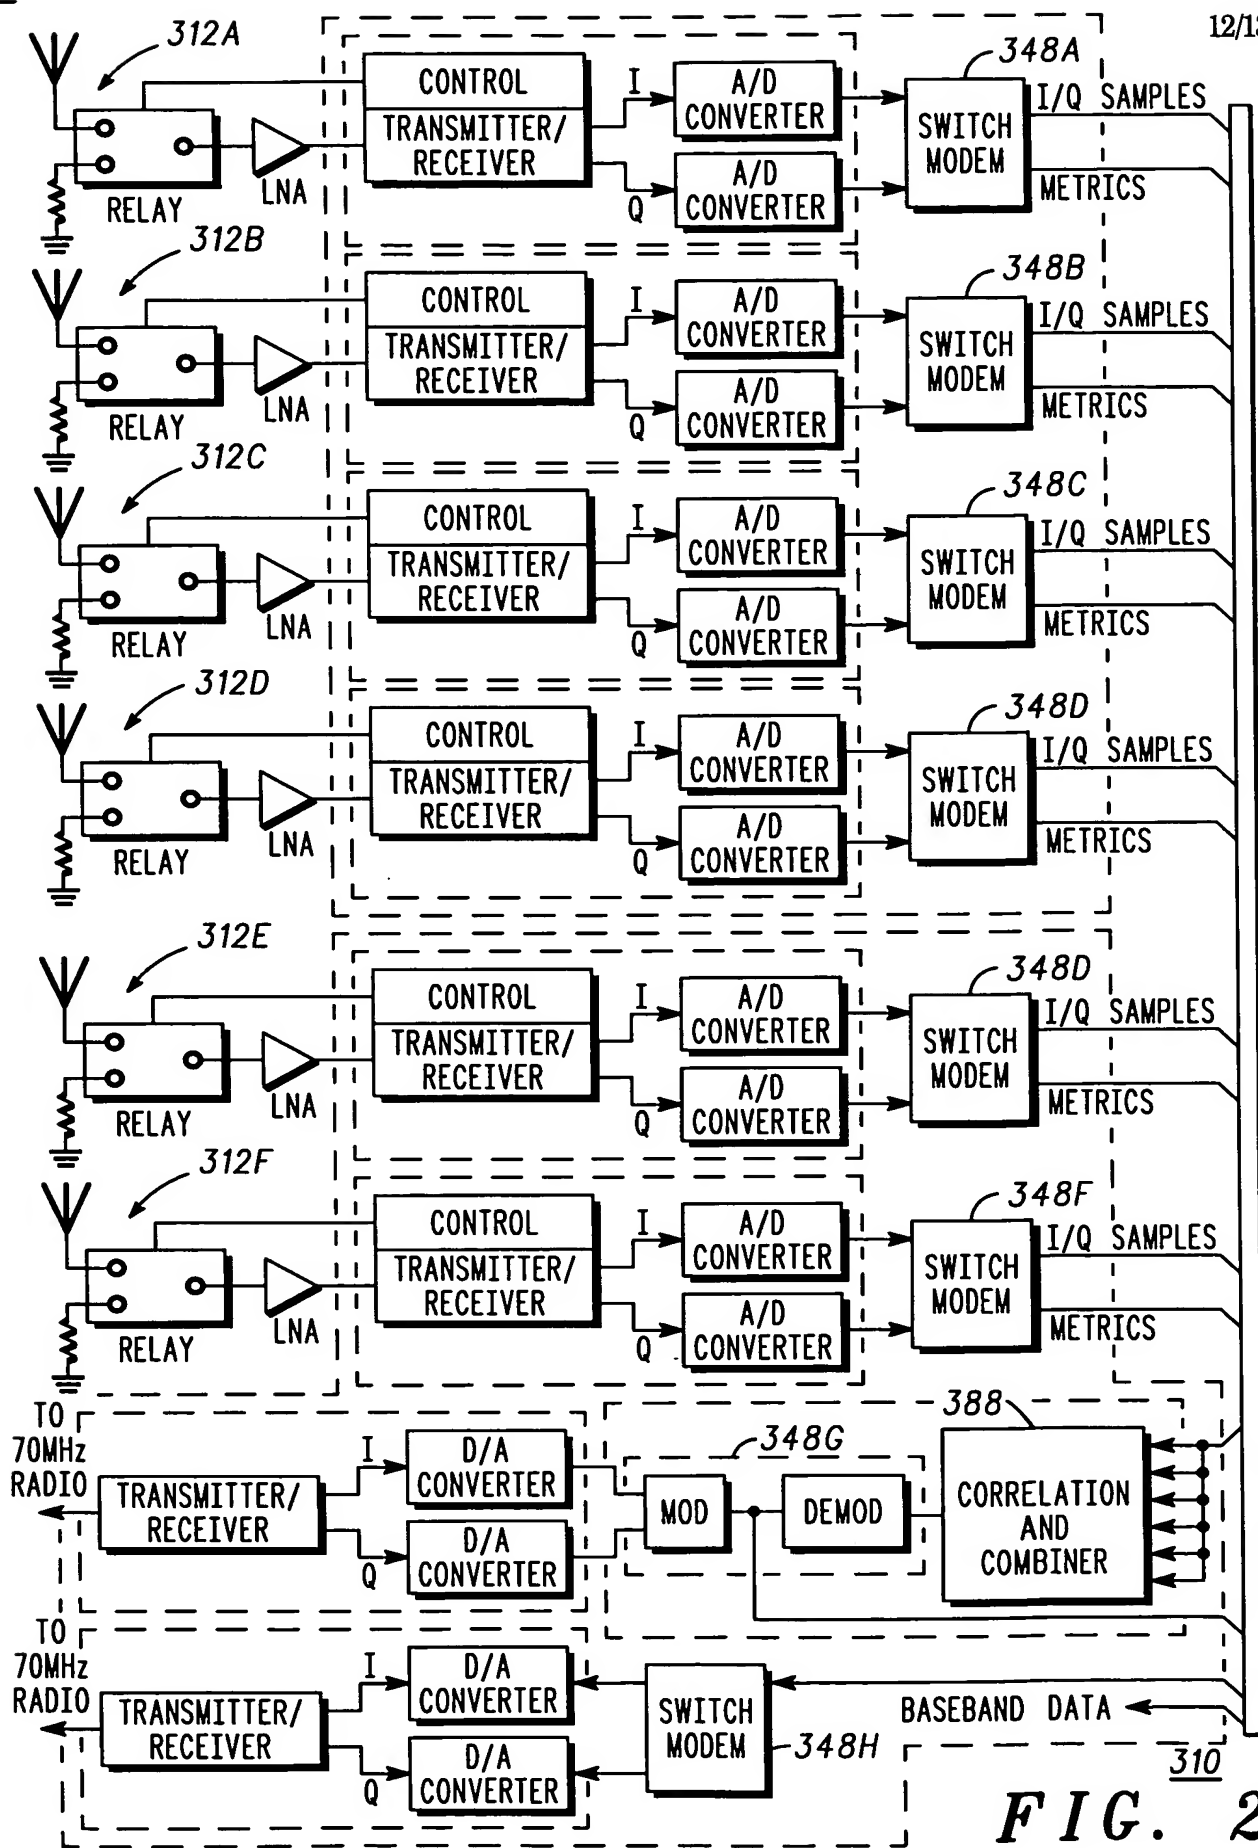 12/13
312A
348A
CONTROL
I
A/D
CONVERTER
SWITCH
MODEM
I/Q SAMPLES
TRANSMITTER/
RECEIVER
A/D
CONVERTER
Q
METRICS
LNA
RELAY
312B
348B
CONTROL
I
A/D
CONVERTER
SWITCH
MODEM
I/Q SAMPLES
TRANSMITTER/
RECEIVER
A/D
CONVERTER
Q
METRICS
LNA
RELAY
312C
348C
CONTROL
I
A/D
CONVERTER
SWITCH
MODEM
I/Q SAMPLES
TRANSMITTER/
RECEIVER
A/D
CONVERTER
Q
METRICS
LNA
RELAY
312D
348D
CONTROL
I
A/D
CONVERTER
SWITCH
MODEM
I/Q SAMPLES
TRANSMITTER/
RECEIVER
A/D
CONVERTER
Q
METRICS
LNA
RELAY
312E
348D
CONTROL
I
A/D
CONVERTER
SWITCH
MODEM
I/Q SAMPLES
TRANSMITTER/
RECEIVER
A/D
CONVERTER
Q
METRICS
LNA
RELAY
312F
348F
CONTROL
I
A/D
CONVERTER
SWITCH
MODEM
I/Q SAMPLES
TRANSMITTER/
RECEIVER
A/D
CONVERTER
Q
METRICS
LNA
RELAY
TO
70MHz
RADIO
TRANSMITTER/
RECEIVER
I
D/A
CONVERTER
Q
D/A
CONVERTER
348G
MOD
DEMOD
388
CORRELATION
AND
COMBINER
TO
70MHz
RADIO
TRANSMITTER/
RECEIVER
I
D/A
CONVERTER
Q
D/A
CONVERTER
SWITCH
MODEM
348H
BASEBAND DATA
310
FIG. 2